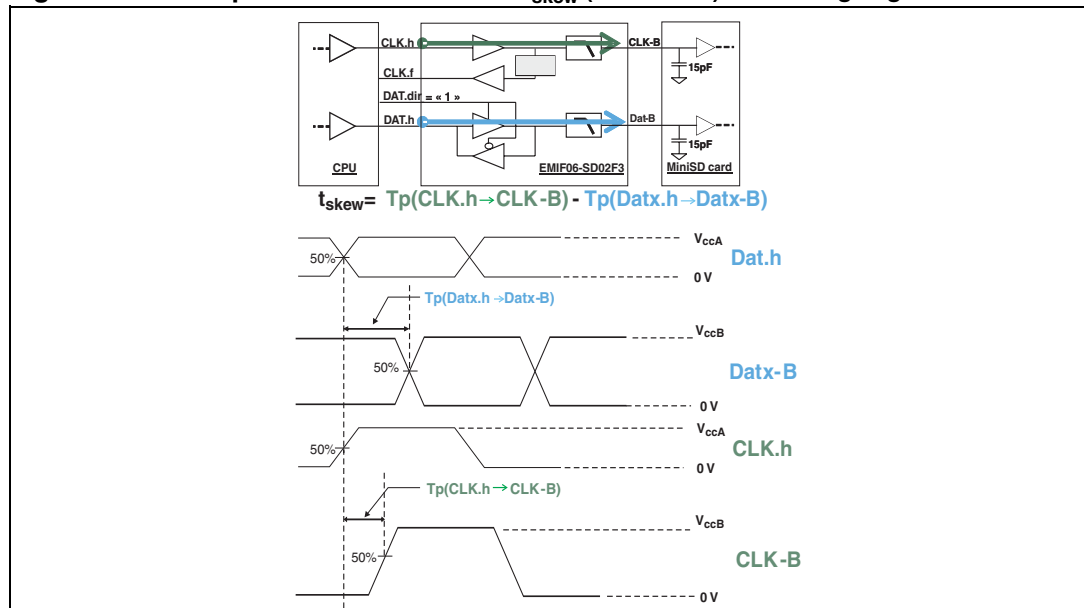 CLK.h
CLK-B
15pF
CLK.f
DAT.dir = « 1 »
DAT.h
Dat-B
15pF
CPU
EMIF06-SD02F3
MiniSD card
tskew= Tp(CLK.h→CLK-B) - Tp(Datx.h→Datx-B)
VccA
50%
Dat.h
0 V
Tp(Datx.h→Datx-B)
VccB
50%
Datx-B
0 V
VccA
50%
CLK.h
0 V
Tp(CLK.h→CLK-B)
VccB
50%
CLK-B
0 V